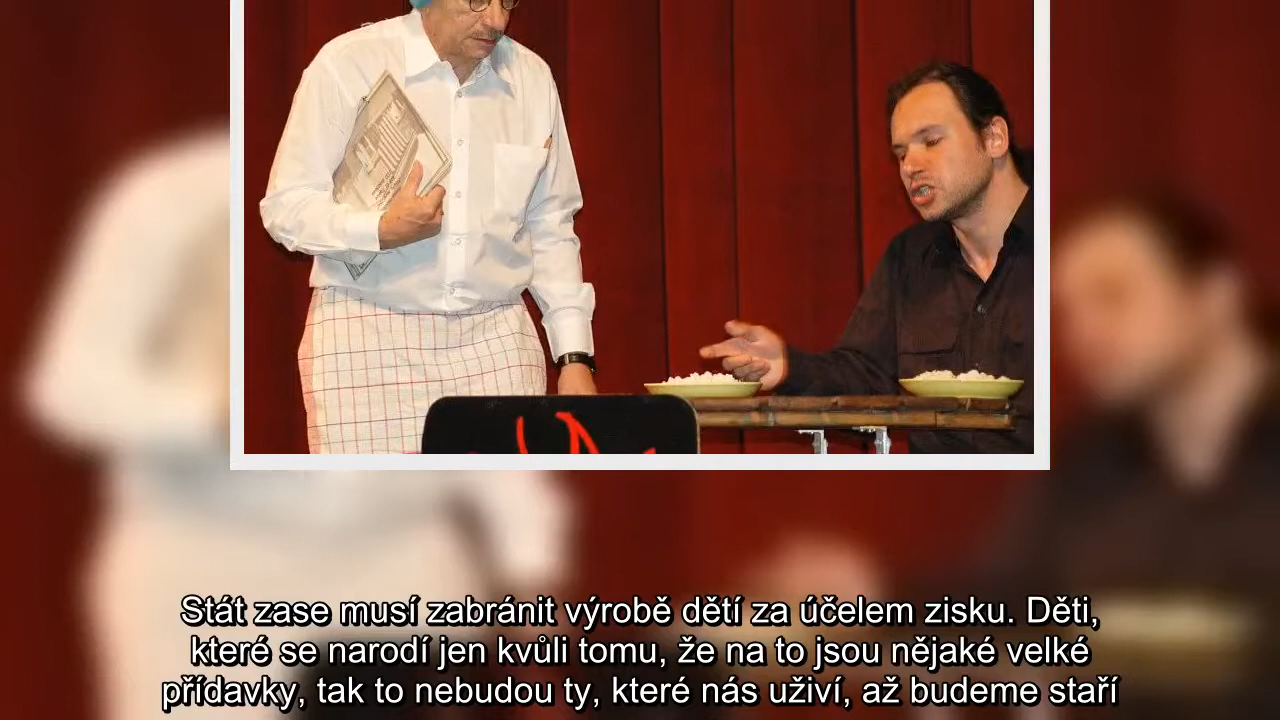 Stát zase musí zabránit výrobě dětí za účelem zisku. Děti,
které se narodí jen kvůli tomu, že na to jsou nějaké velké
přídavky, tak to nebudou ty, které nás uživí, až budeme staří